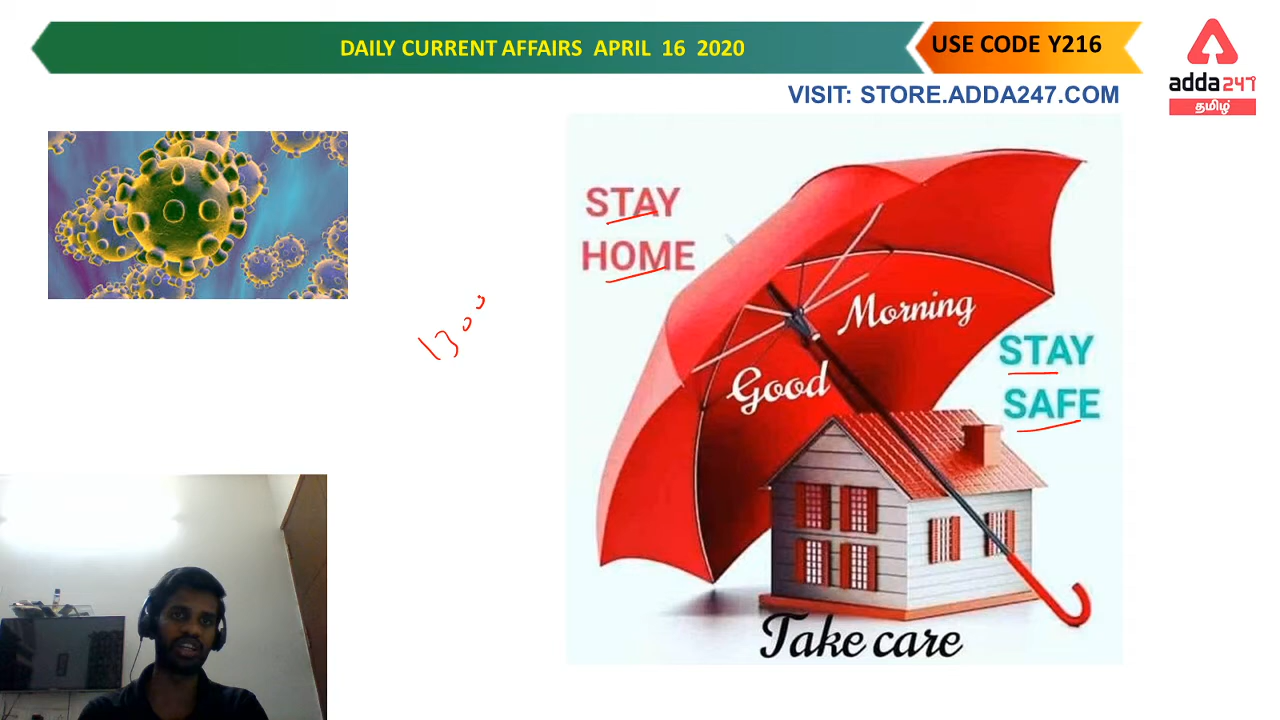 DAILY CURRENT AFFAIRS APRIL 16 2020
USE CODE Y216
adda247
தமிழ்
VISIT: STORE.ADDA247.COM
STAY
HOME
Morning
Good
STAY
SAFE
1300
Take care